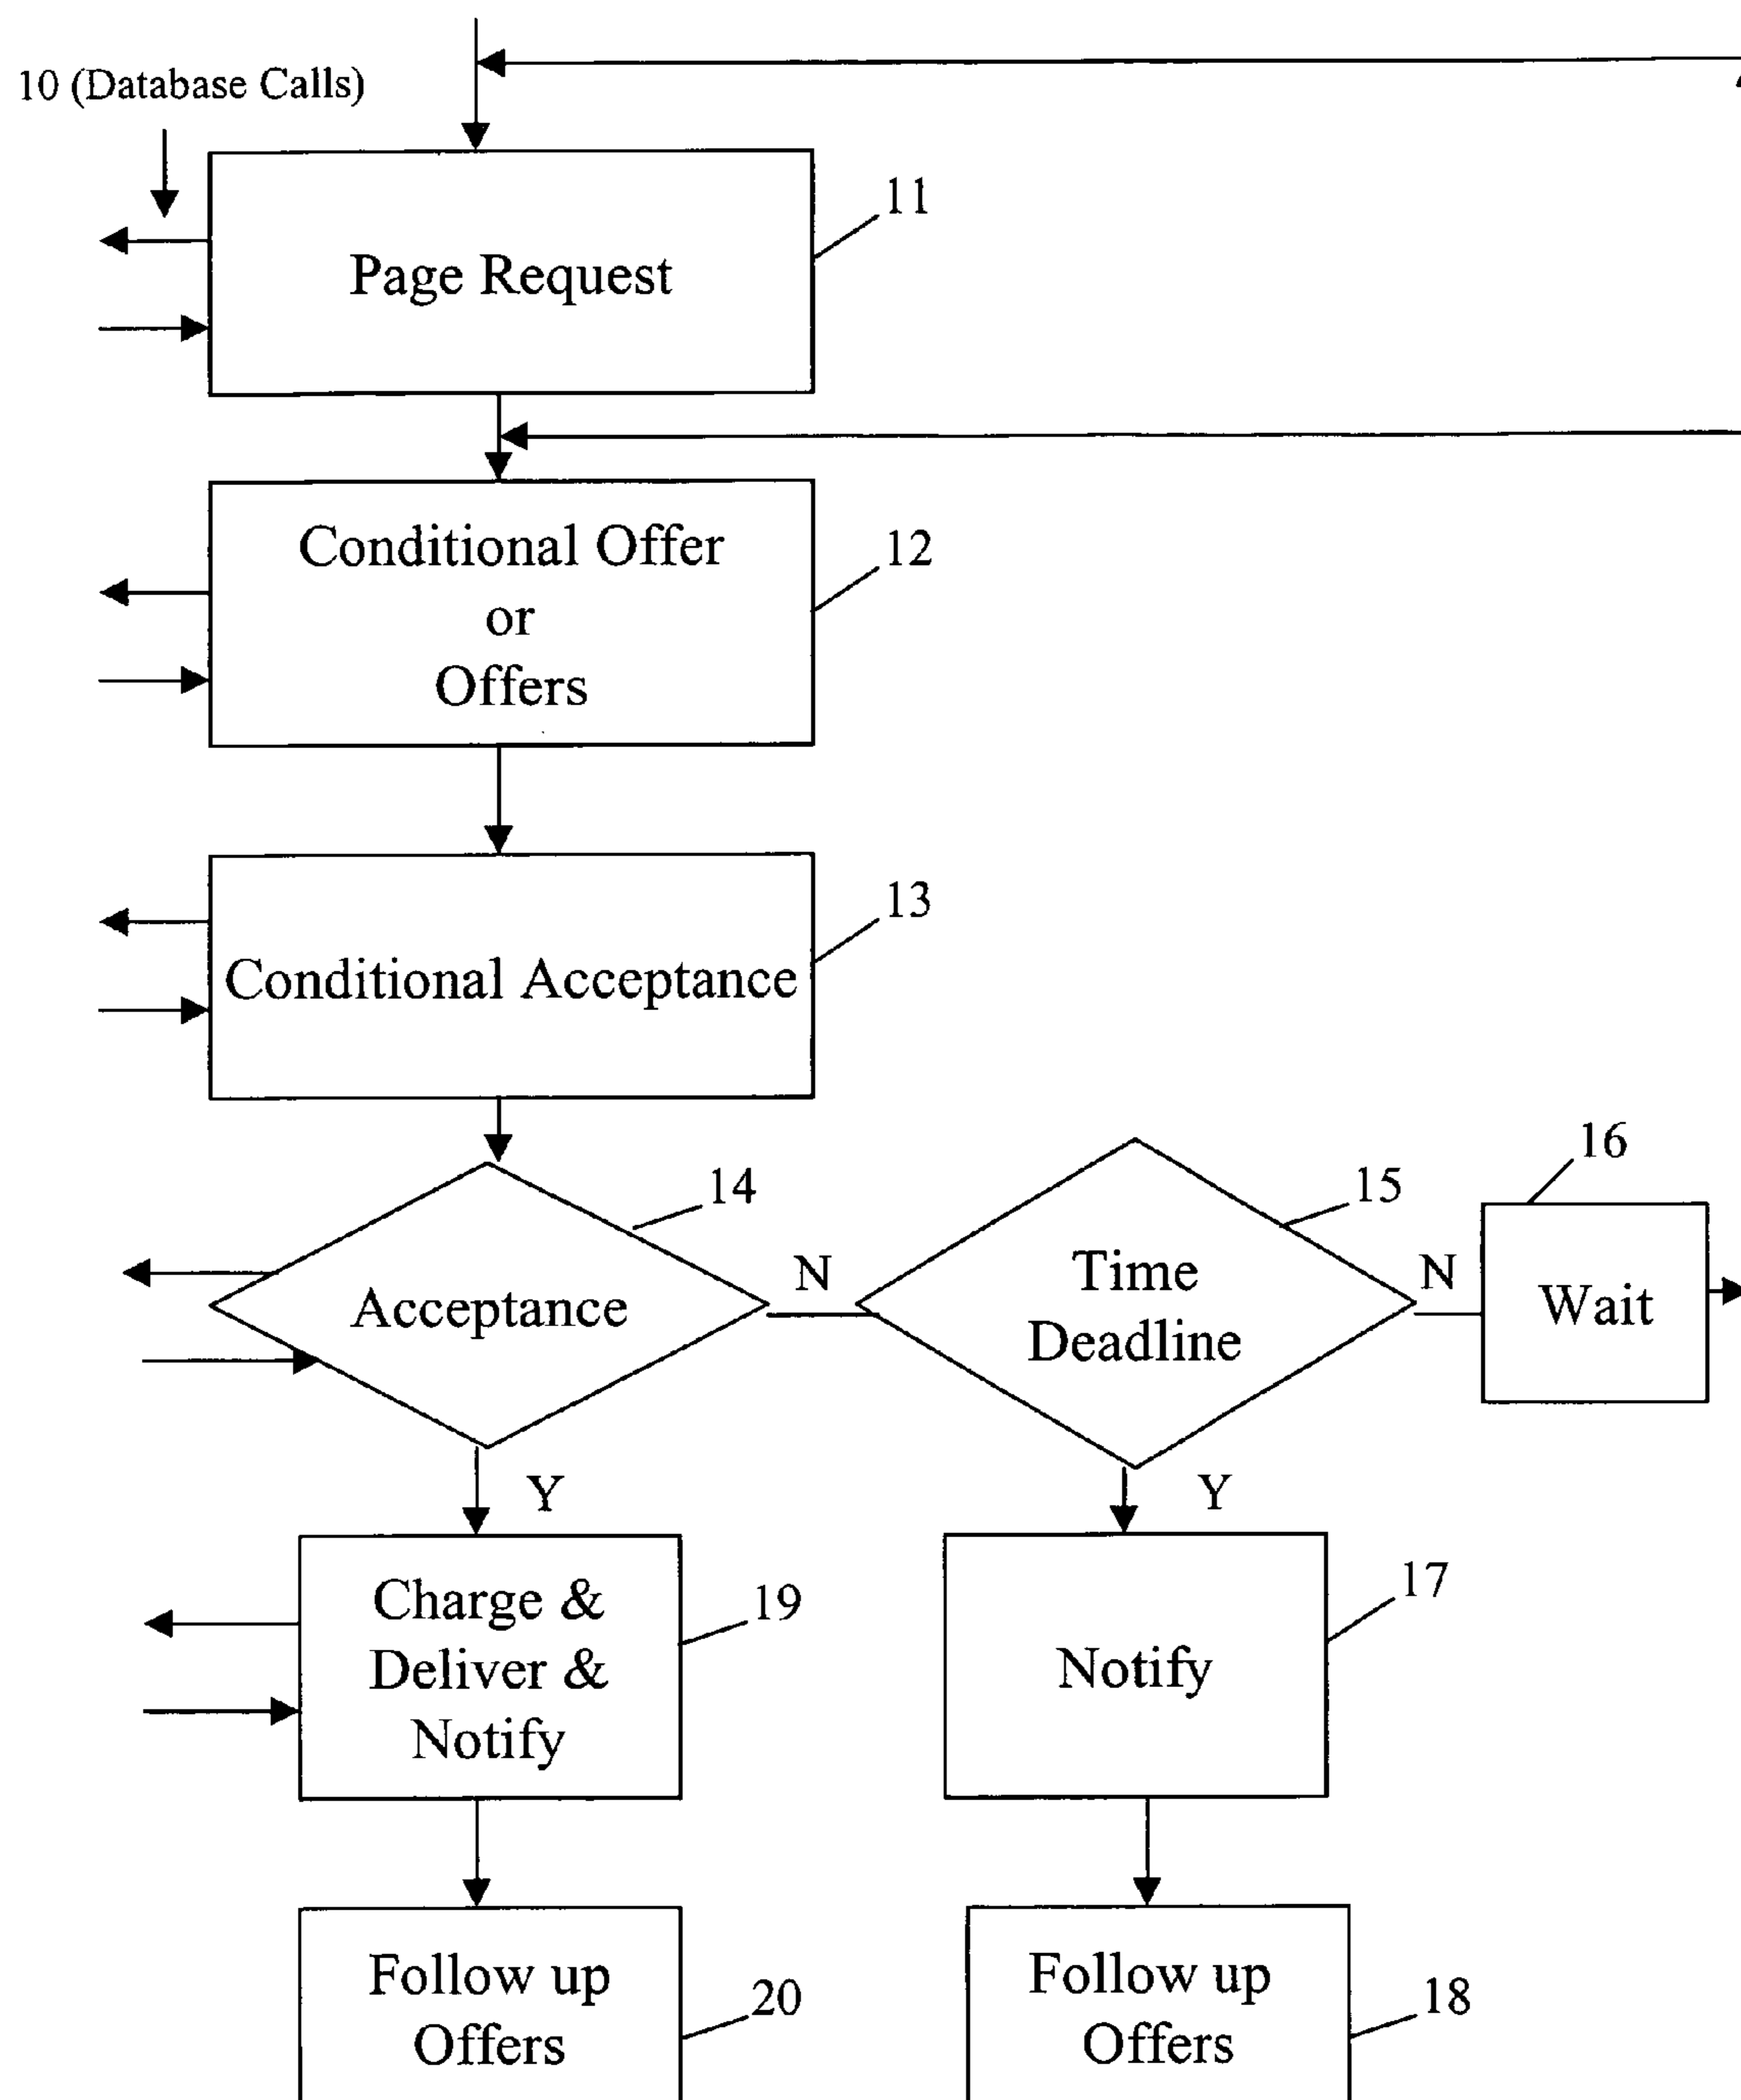 10 (Database Calls)
11
Page Request
12
Conditional Offer
or
Offers
13
Conditional Acceptance
14
Acceptance
N
15
Time
Deadline
N
16
Wait
Y
Y
19
Charge &
Deliver &
Notify
17
Notify
20
Follow up
Offers
18
Follow up
Offers